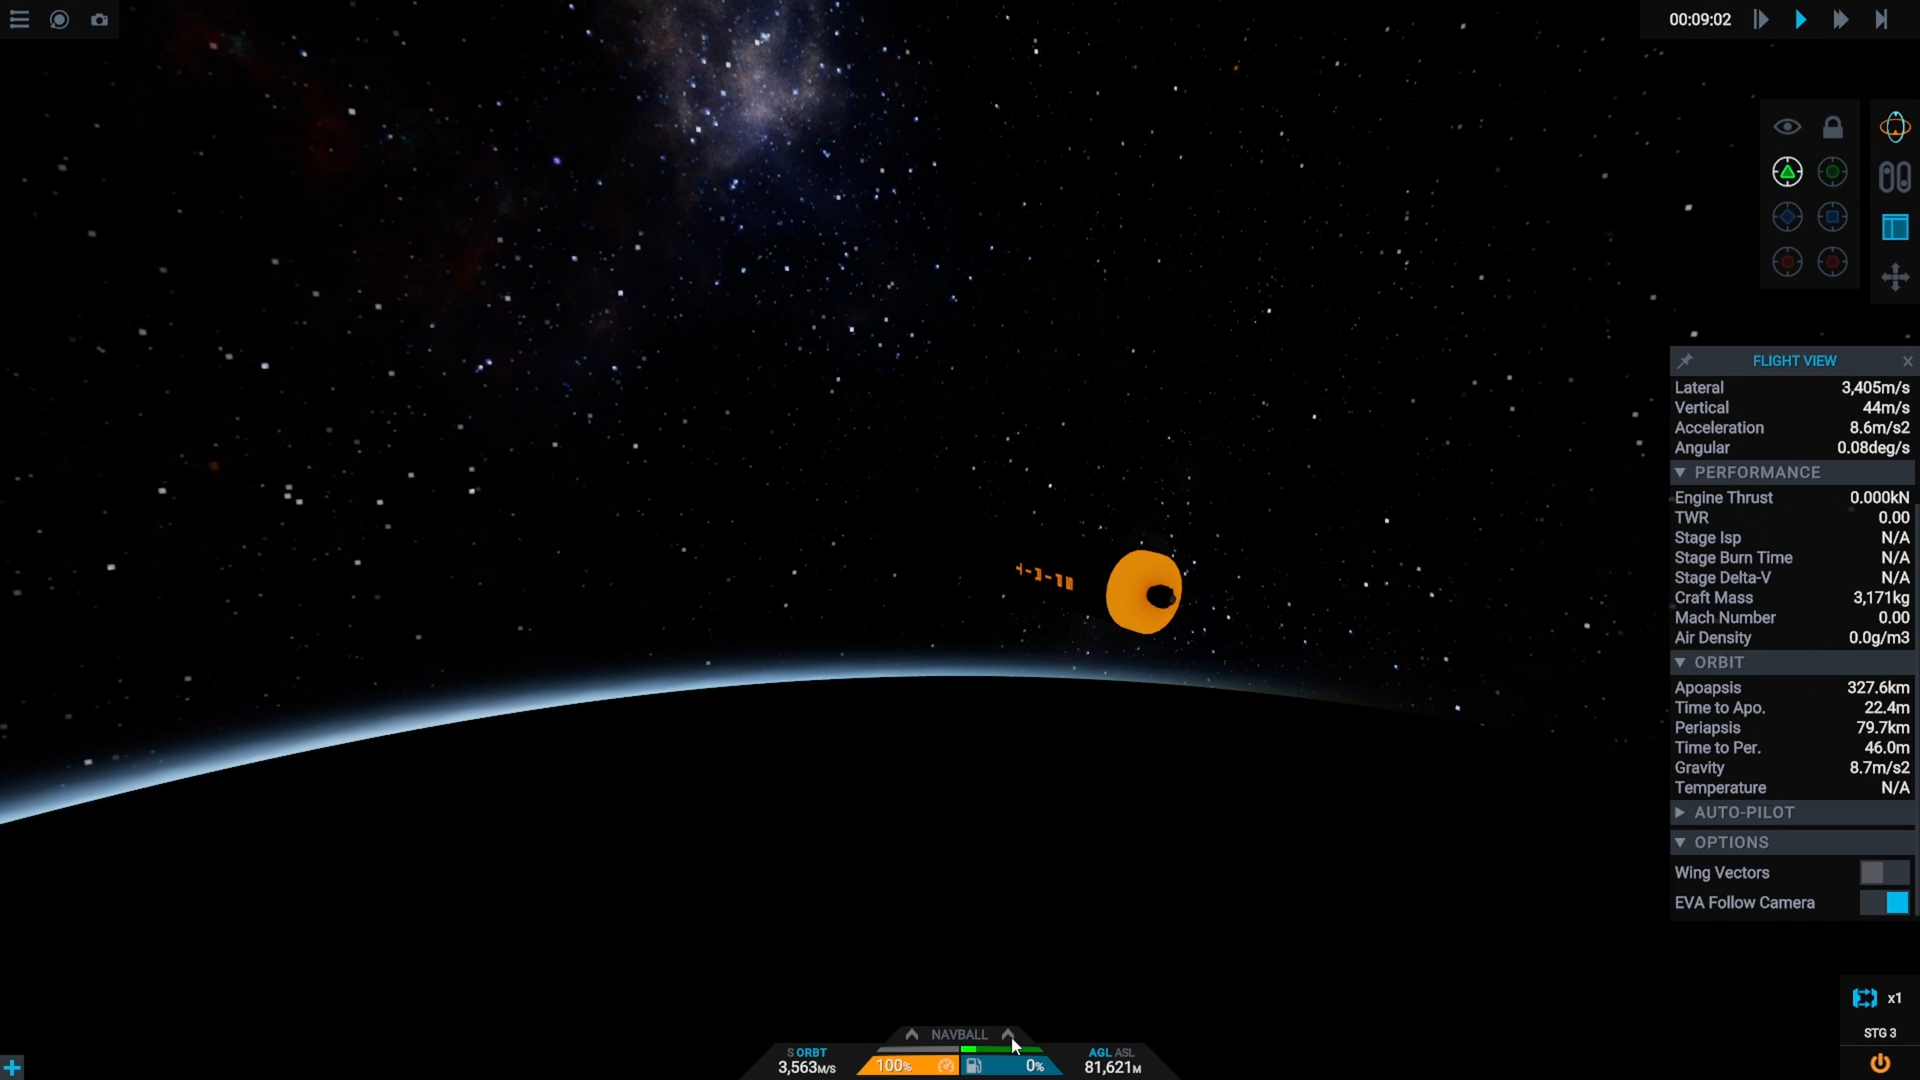 00:09:02
FLIGHT VIEW
Lateral 3,405m/s
Vertical 44m/s
Acceleration 8.6m/s2
Angular 0.08deg/s
PERFORMANCE
Engine Thrust 0.000kN
TWR 0.00
Stage Isp N/A
Stage Burn Time N/A
Stage Delta-V N/A
Craft Mass 3,171kg
Mach Number 0.00
Air Density 0.0g/m3
ORBIT
Apoapsis 327.6km
Time to Apo. 22.4m
Periapsis 79.7km
Time to Per. 46.0m
Gravity 8.7m/s2
Temperature N/A
AUTO-PILOT
OPTIONS
Wing Vectors
EVA Follow Camera
x1
STG 3
NAVBALL
S ORBT AGL ASL
3,563M/S 100% 0% 81,621M